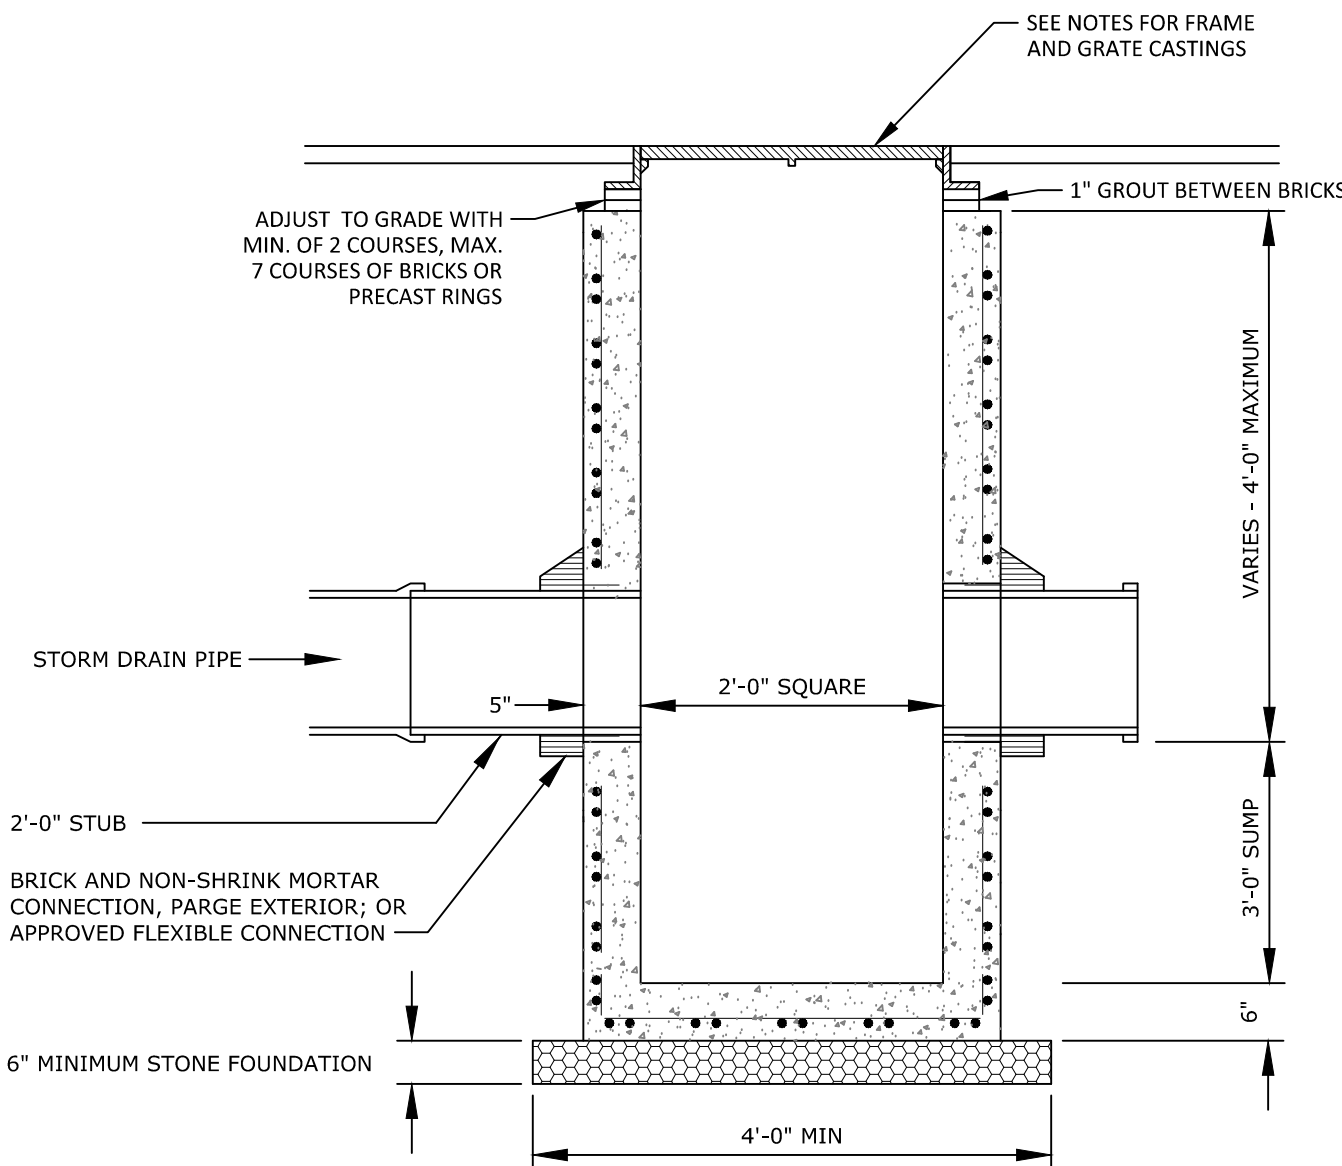 SEE NOTES FOR FRAME
AND GRATE CASTINGS
1" GROUT BETWEEN BRICKS
ADJUST TO GRADE WITH
MIN. OF 2 COURSES, MAX.
7 COURSES OF BRICKS OR
PRECAST RINGS
VARIES - 4'-0" MAXIMUM
STORM DRAIN PIPE
5"
2'-0" SQUARE
2'-0" STUB
BRICK AND NON-SHRINK MORTAR
CONNECTION, PARGE EXTERIOR; OR
APPROVED FLEXIBLE CONNECTION
3'-0" SUMP
6"
6" MINIMUM STONE FOUNDATION
4'-0" MIN